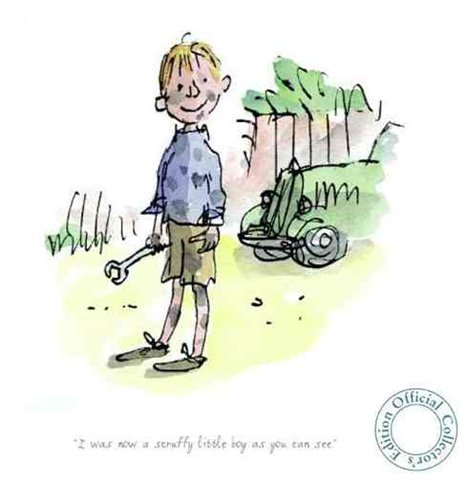 "I was now a scruffy little boy as you can see"
Official Collector's Edition